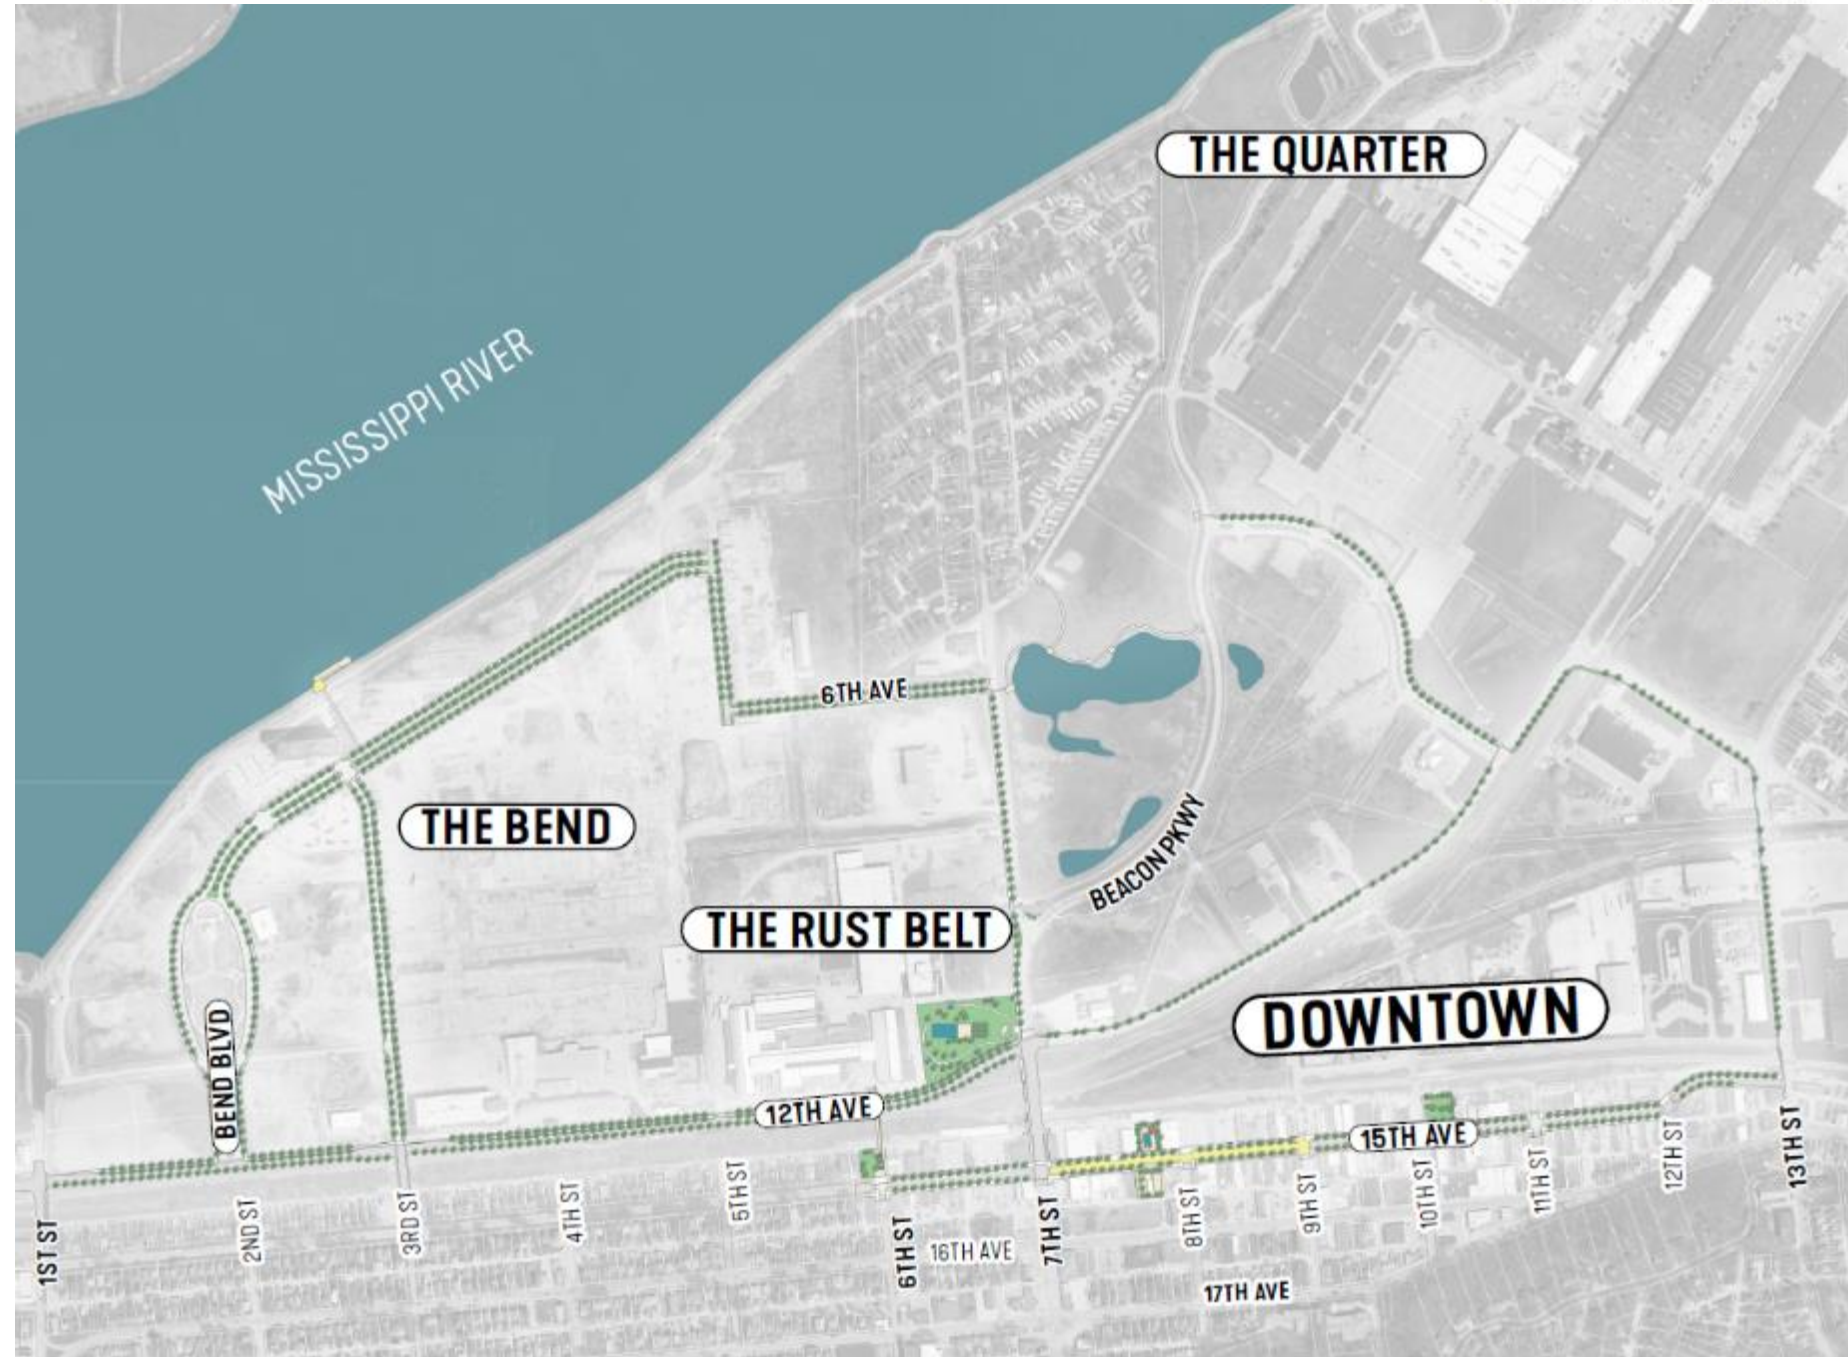 THE QUARTER
MISSISSIPPI RIVER
6TH AVE
THE BEND
BEACON PKWY
THE RUST BELT
DOWNTOWN
BEND BLVD
12TH AVE
15TH AVE
1ST ST
2ND ST
3RD ST
4TH ST
5TH ST
6TH ST
16TH AVE
7TH ST
8TH ST
9TH ST
10TH ST
11TH ST
12TH ST
13TH ST
17TH AVE